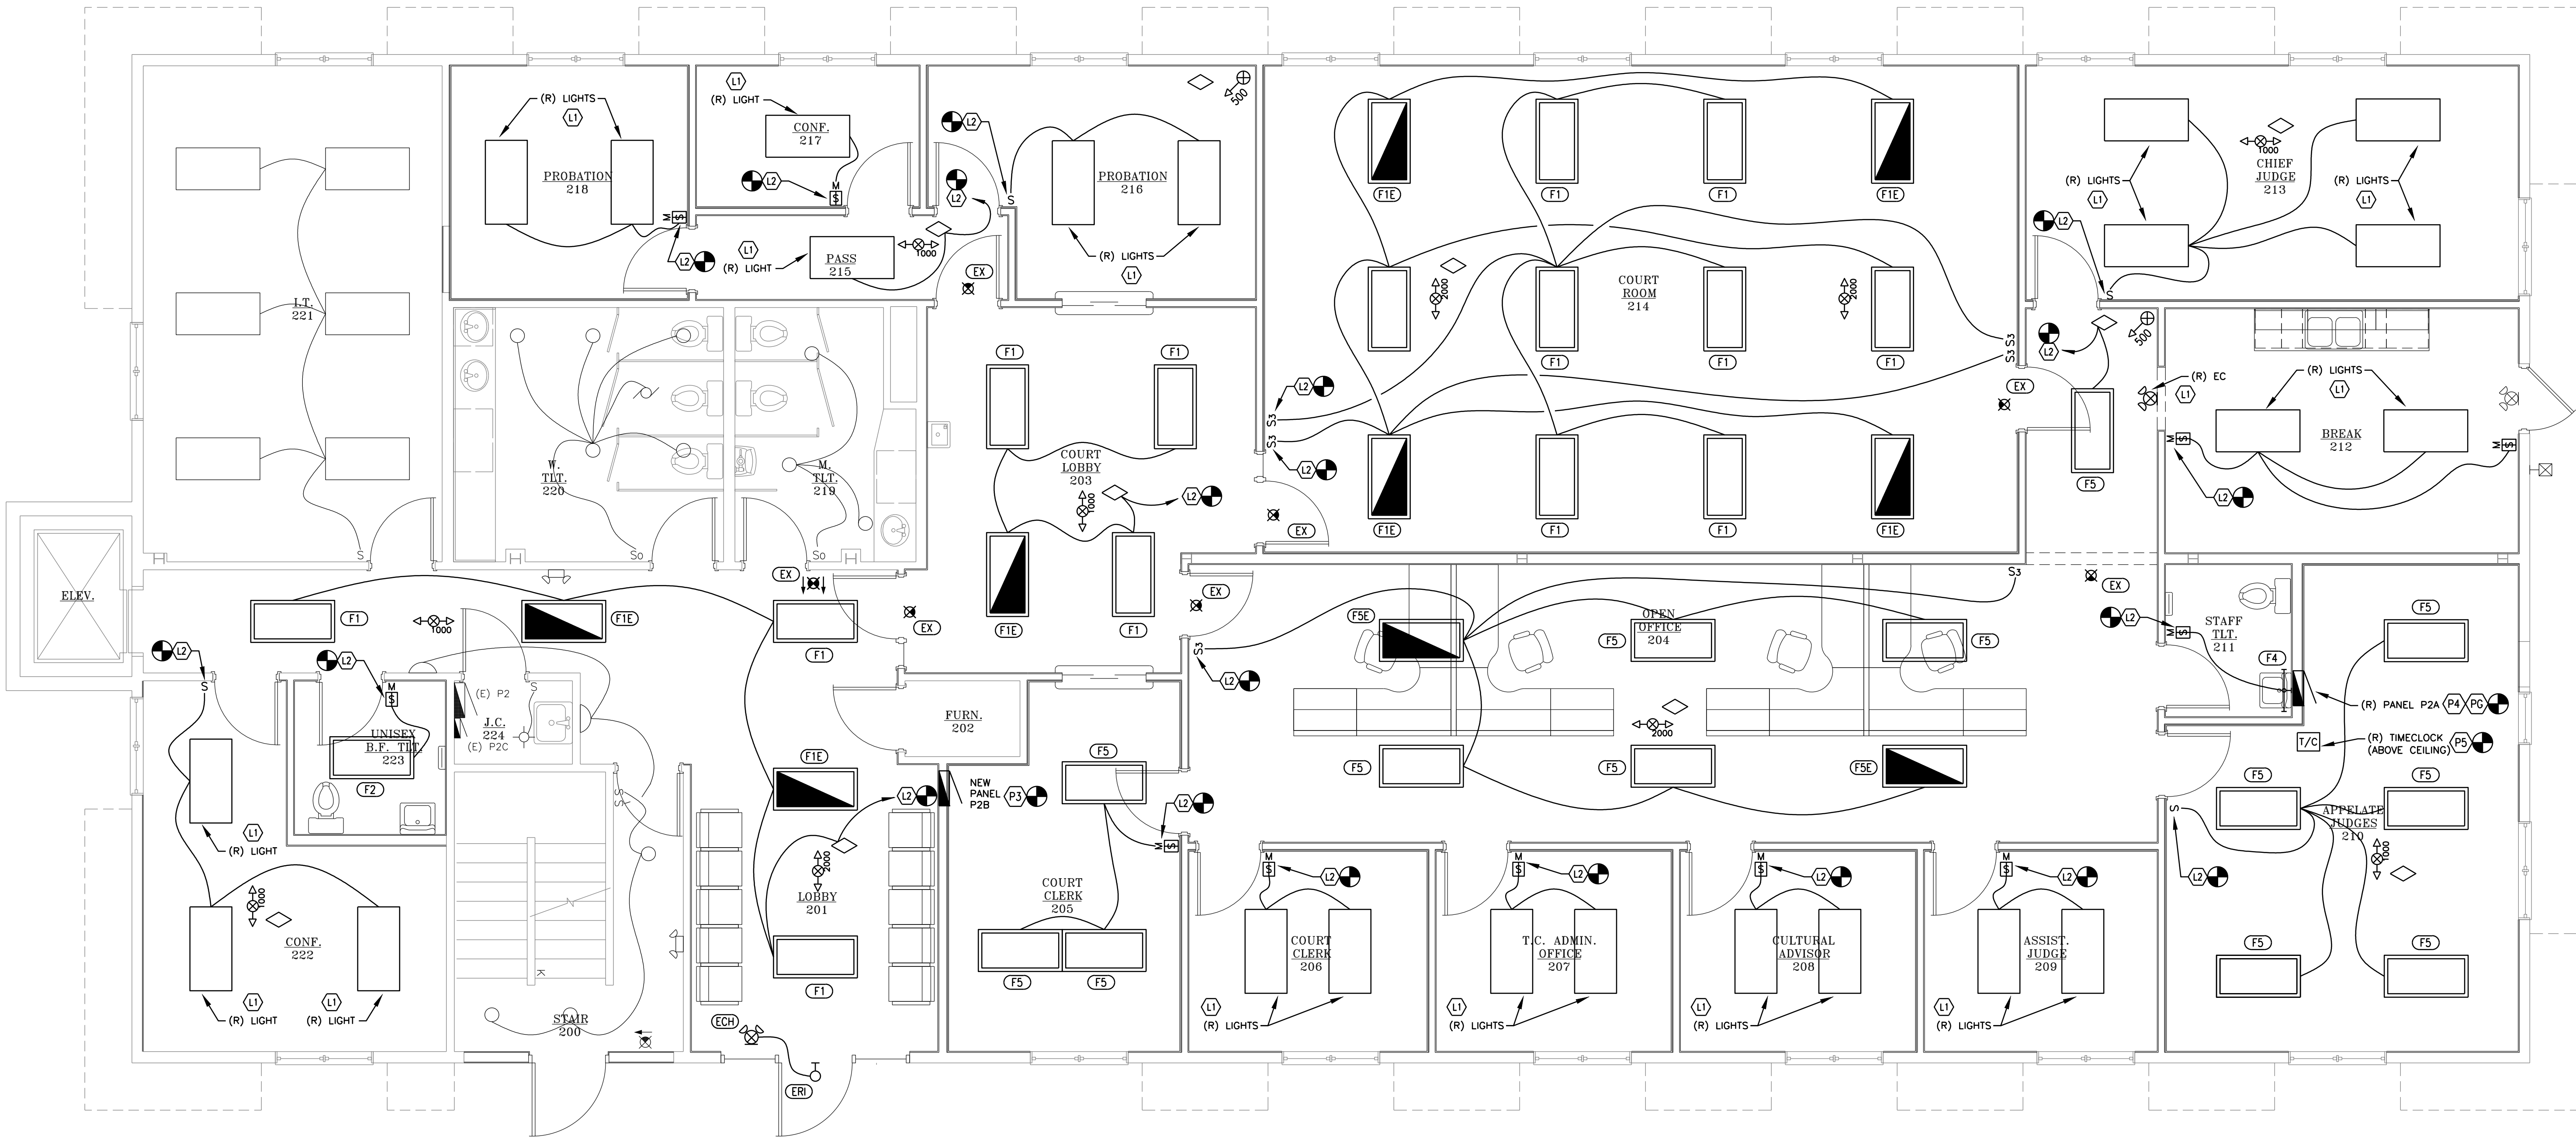 L1
(R) LIGHTS
L1
(R) LIGHT
CONF.
217
L2
M
S
PROBATION
218
M
S
L2
L1
(R) LIGHT
PASS
215
1000
L2
L2
S
500
PROBATION
216
(R) LIGHTS
L1
EX
F1E
F1
F1
F1E
COURT
ROOM
214
2000
2000
F1
F1
F1
S3
S3
EX
L2
S3
S3
L2
F1E
F1
F1
F1E
EX
1000
CHIEF
JUDGE
213
(R) LIGHTS
L1
(R) LIGHTS
L1
L2
S
L2
500
(R) EC
L1
F5
(R) LIGHTS
L1
BREAK
212
M
S
L2
M
S
I.T.
221
S
W.
TLT.
220
So
M.
TLT.
219
So
F1
F1
COURT
LOBBY
203
1000
L2
F1E
F1
EX
EX
EX
ELEV.
F1
1000
F1E
F1
L2
S
L2
M
S
UNISEX
B.F. TLT.
223
F2
(E) P2
J.C.
224
(E) P2C
S
S
S
L1
(R) LIGHT
1000
CONF.
222
L1
(R) LIGHT
L1
(R) LIGHT
STAIR
200
FURN.
202
F1E
L2
NEW
PANEL
P2B
P3
2000
LOBBY
201
F1
ECH
ERI
F5
L2
M
S
COURT
CLERK
205
F5
F5
S3
L2
F5E
OPEN
OFFICE
204
F5
F5
S3
EX
2000
F5
F5
F5E
M
S
L2
COURT
CLERK
206
L1
(R) LIGHTS
M
S
L2
T.C. ADMIN.
OFFICE
207
L1
(R) LIGHTS
M
S
L2
CULTURAL
ADVISOR
208
L1
(R) LIGHTS
M
S
L2
ASSIST.
JUDGE
209
L1
(R) LIGHTS
L2
M
S
STAFF
TLT.
211
F4
(R) PANEL P2A
P4
PG
T/C
(R) TIMECLOCK
(ABOVE CEILING)
P5
F5
F5
F5
S
L2
APPELATE
JUDGES
210
1000
F5
F5